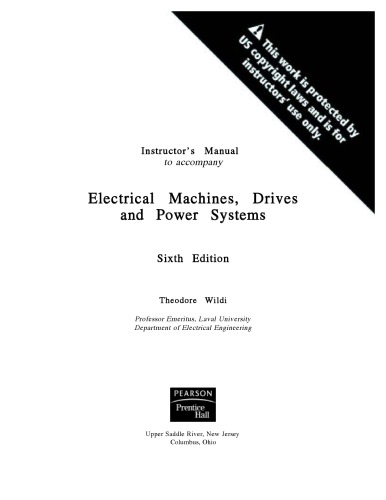 This work is protected by
US copyright laws and is for
instructors' use only.
Instructor's Manual
to accompany
Electrical Machines, Drives
and Power Systems
Sixth Edition
Theodore Wildi
Professor Emeritus, Laval University
Department of Electrical Engineering
PEARSON
Prentice
Hall
Upper Saddle River, New Jersey
Columbus, Ohio